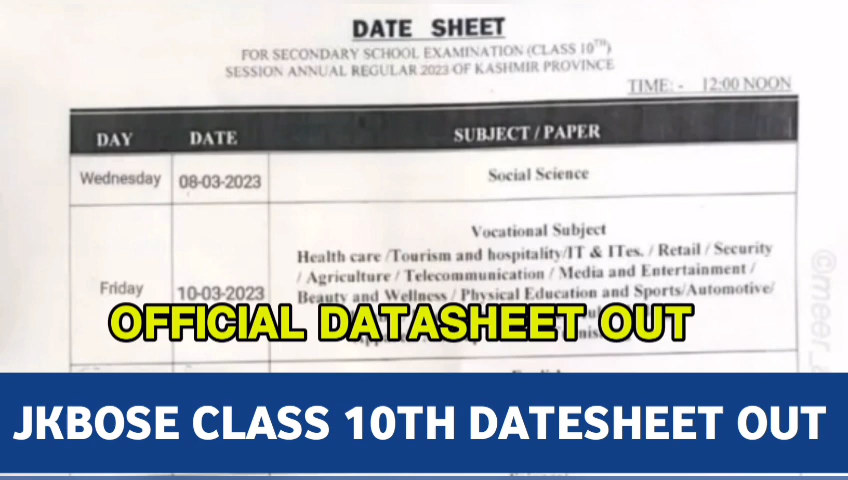 DATE SHEET
FOR SECONDARY SCHOOL EXAMINATION (CLASS 10TH)
SESSION ANNUAL REGULAR 2023 OF KASHMIR PROVINCE
TIME: - 12:00 NOON
DAY DATE SUBJECT / PAPER
Wednesday 08-03-2023 Social Science
Vocational Subject
Health care /Tourism and hospitality/IT & ITes. / Retail / Security
/ Agriculture / Telecommunication / Media and Entertainment /
Friday 10-03-2023 Beauty and Wellness / Physical Education and Sports/Automotive/
OFFICIAL DATASHEET OUT
JKBOSE CLASS 10TH DATESHEET OUT